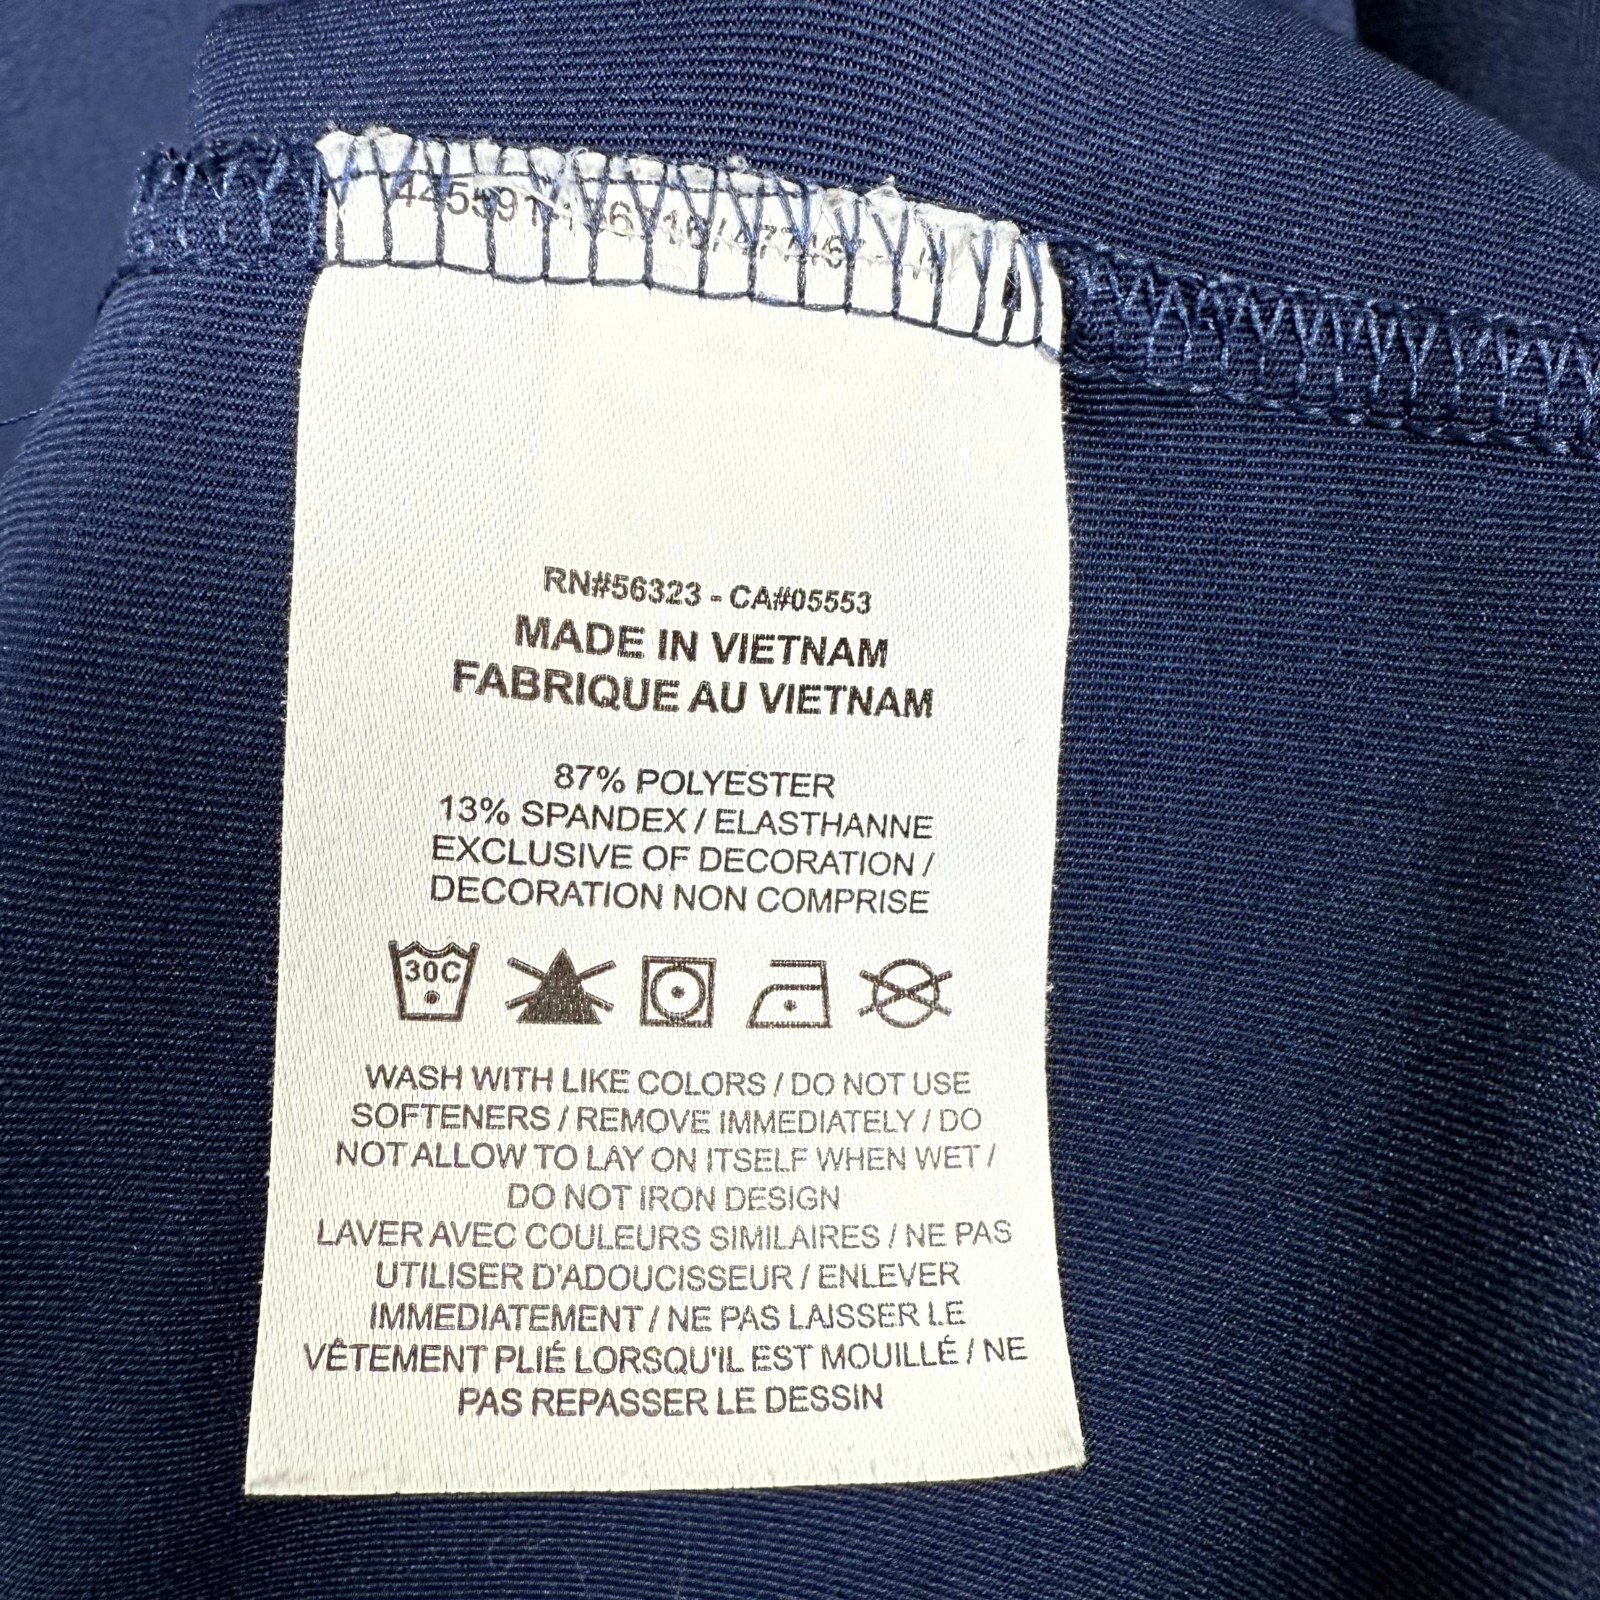 RN#56323 - CA#05553
MADE IN VIETNAM
FABRIQUE AU VIETNAM
87% POLYESTER
13% SPANDEX / ELASTHANNE
EXCLUSIVE OF DECORATION /
DECORATION NON COMPRISE
30C
WASH WITH LIKE COLORS / DO NOT USE
SOFTENERS / REMOVE IMMEDIATELY / DO
NOT ALLOW TO LAY ON ITSELF WHEN WET /
DO NOT IRON DESIGN
LAVER AVEC COULEURS SIMILAIRES / NE PAS
UTILISER D'ADOUCISSEUR / ENLEVER
IMMEDIATEMENT / NE PAS LAISSER LE
VÊTEMENT PLIÉ LORSQU'IL EST MOUILLÉ / NE
PAS REPASSER LE DESSIN